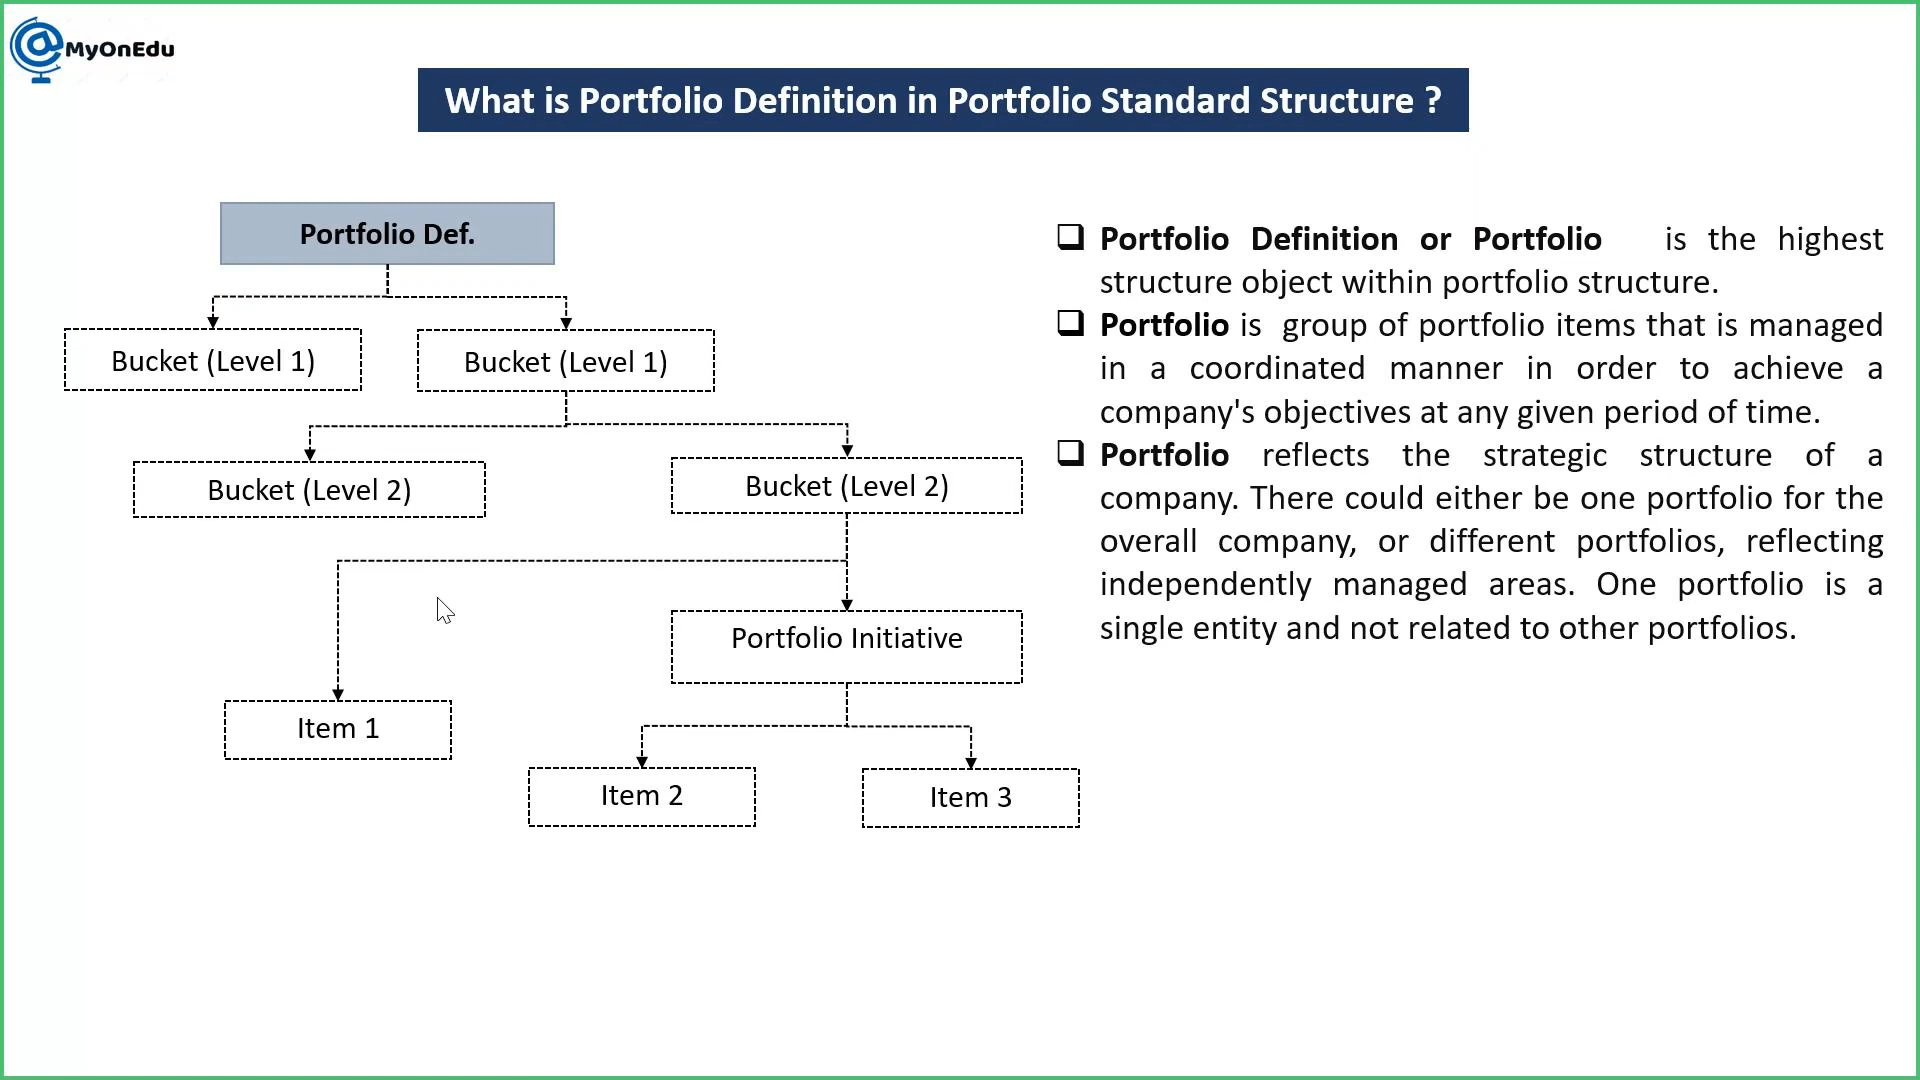 MyOnEdu
What is Portfolio Definition in Portfolio Standard Structure ?
Portfolio Def.
Bucket (Level 1)
Bucket (Level 1)
Bucket (Level 2)
Bucket (Level 2)
Portfolio Initiative
Item 1
Item 2
Item 3
Portfolio Definition or Portfolio is the highest
structure object within portfolio structure.
Portfolio is group of portfolio items that is managed
in a coordinated manner in order to achieve a
company's objectives at any given period of time.
Portfolio reflects the strategic structure of a
company. There could either be one portfolio for the
overall company, or different portfolios, reflecting
independently managed areas. One portfolio is a
single entity and not related to other portfolios.